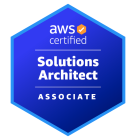 aws
certified
Solutions
Architect
ASSOCIATE